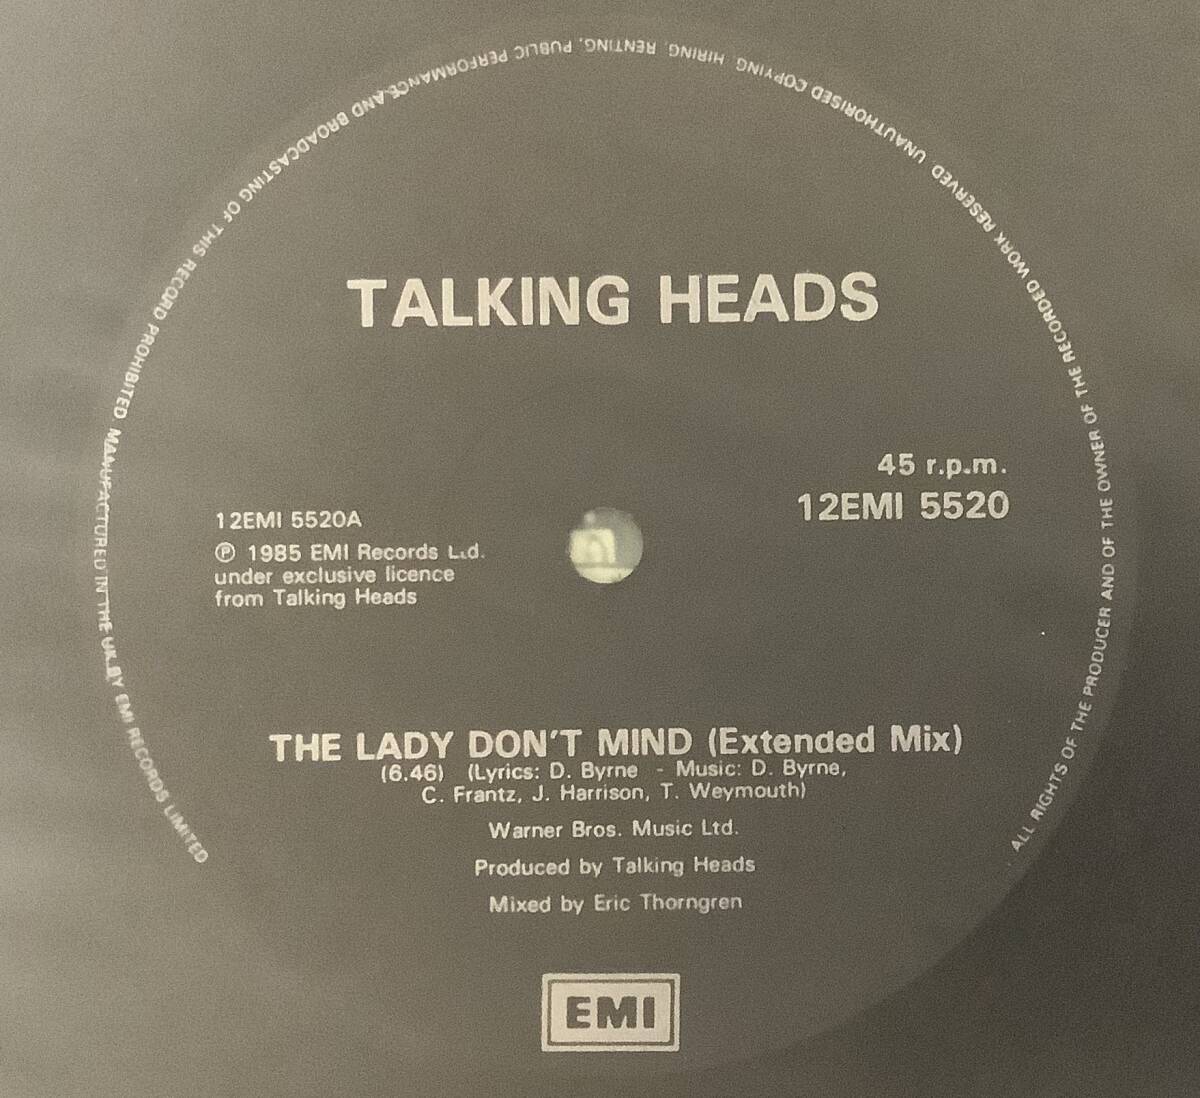 ALL RIGHTS OF THE PRODUCER AND OF THE OWNER OF THE RECORDED WORK RESERVED. UNAUTHORISED COPYING, HIRING, RENTING, PUBLIC PERFORMANCE AND BROADCASTING OF THIS RECORD PROHIBITED. MANUFACTURED IN THE UK BY EMI RECORDS LIMITED
TALKING HEADS
45 r.p.m.
12EMI 5520
12EMI 5520A
℗ 1985 EMI Records Ltd.
under exclusive licence
from Talking Heads
THE LADY DON'T MIND (Extended Mix)
(6.46) (Lyrics: D. Byrne - Music: D. Byrne,
C. Frantz, J. Harrison, T. Weymouth)
Warner Bros. Music Ltd.
Produced by Talking Heads
Mixed by Eric Thorngren
EMI